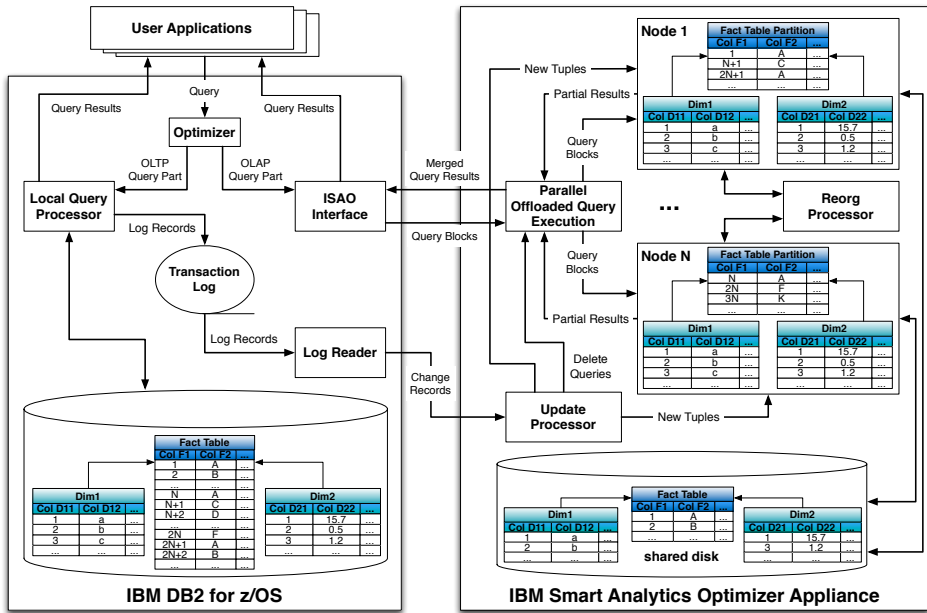 User Applications
Query Results
Query
Query Results
Optimizer
OLTP
Query Part
OLAP
Query Part
Local Query
Processor
ISAO
Interface
Log Records
Transaction
Log
Log Records
Log Reader
Merged
Query Results
Query Blocks
Change
Records
Fact Table
Col F1 Col F2 ...
1 A ...
2 B ...
... ... ...
N A ...
N+1 C ...
N+2 D ...
... ... ...
2N F ...
2N+1 A ...
2N+2 B ...
... ... ...
Dim1
Col D11 Col D12 ...
1 a ...
2 b ...
3 c ...
... ... ...
Dim2
Col D21 Col D22 ...
1 15.7 ...
2 0.5 ...
3 1.2 ...
... ... ...
IBM DB2 for z/OS
Node 1
Fact Table Partition
Col F1 Col F2 ...
1 A ...
N+1 C ...
2N+1 A ...
... ... ...
Dim1
Col D11 Col D12 ...
1 a ...
2 b ...
3 c ...
... ... ...
Dim2
Col D21 Col D22 ...
1 15.7 ...
2 0.5 ...
3 1.2 ...
... ... ...
New Tuples
Partial Results
Query
Blocks
Parallel
Offloaded Query
Execution
...
Reorg
Processor
Query
Blocks
Partial Results
Node N
Fact Table Partition
Col F1 Col F2 ...
N A ...
2N F ...
3N K ...
... ... ...
Dim1
Col D11 Col D12 ...
1 a ...
2 b ...
3 c ...
... ... ...
Dim2
Col D21 Col D22 ...
1 15.7 ...
2 0.5 ...
3 1.2 ...
... ... ...
Delete
Queries
Update
Processor
New Tuples
Fact Table
Col F1 Col F2 ...
1 A ...
2 B ...
... ... ...
Dim1
Col D11 Col D12 ...
1 a ...
2 b ...
... ... ...
Dim2
Col D21 Col D22 ...
1 15.7 ...
3 1.2 ...
... ... ...
shared disk
IBM Smart Analytics Optimizer Appliance